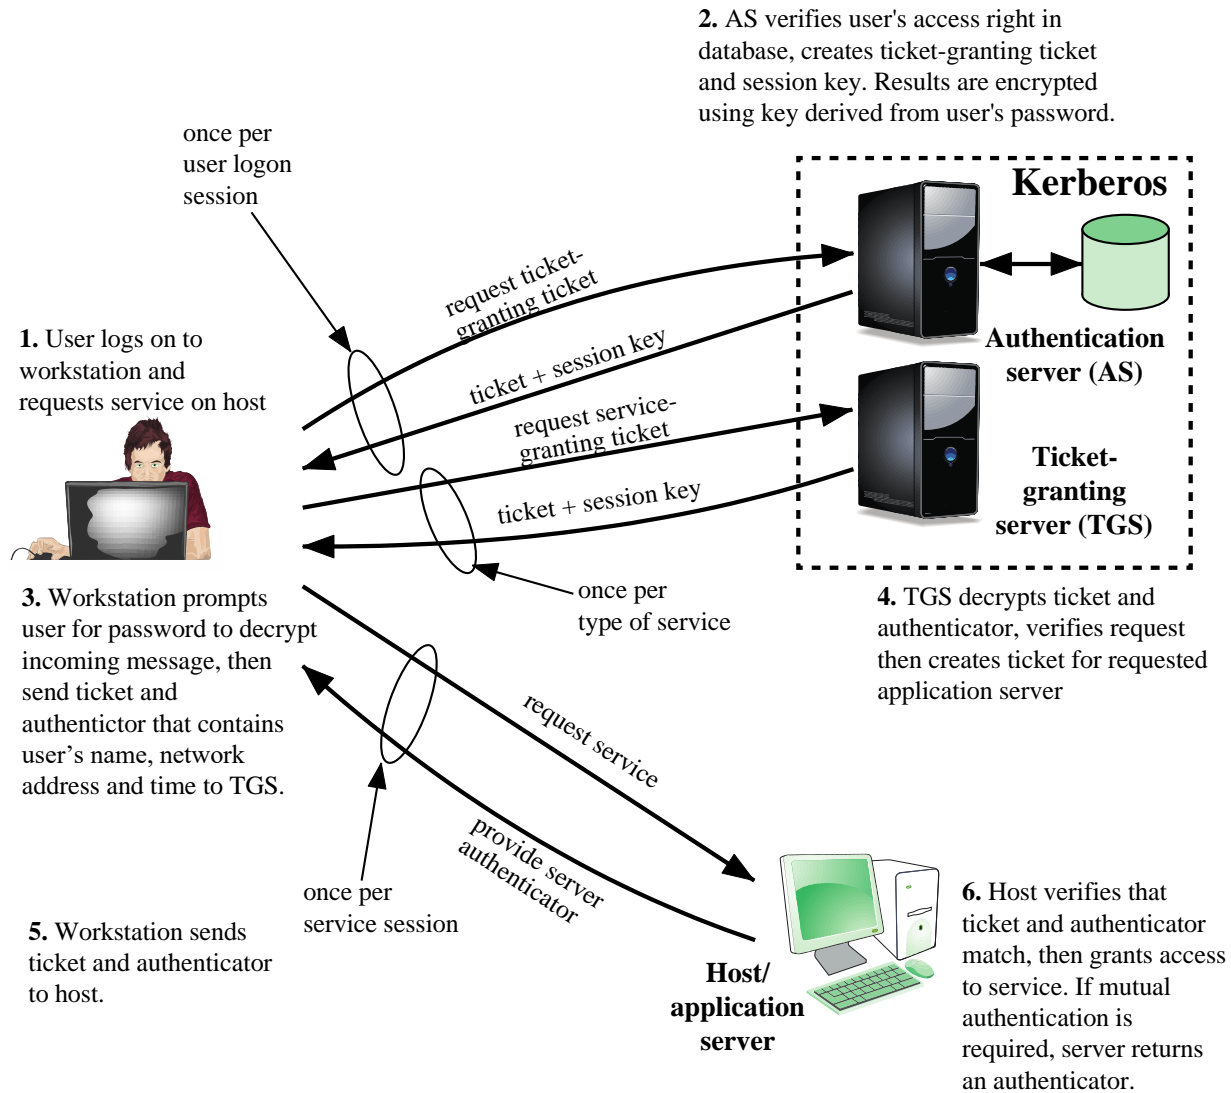 2. AS verifies user's access right in
database, creates ticket-granting ticket
and session key. Results are encrypted
using key derived from user's password.
once per
user logon
session
Kerberos
request ticket-
granting ticket
1. User logs on to
workstation and
requests service on host
ticket + session key
Authentication
server (AS)
request service-
granting ticket
ticket + session key
Ticket-
granting
server (TGS)
once per
type of service
3. Workstation prompts
user for password to decrypt
incoming message, then
send ticket and
authentictor that contains
user’s name, network
address and time to TGS.
4. TGS decrypts ticket and
authenticator, verifies request
then creates ticket for requested
application server
request service
provide server
authenticator
once per
service session
5. Workstation sends
ticket and authenticator
to host.
Host/
application
server
6. Host verifies that
ticket and authenticator
match, then grants access
to service. If mutual
authentication is
required, server returns
an authenticator.